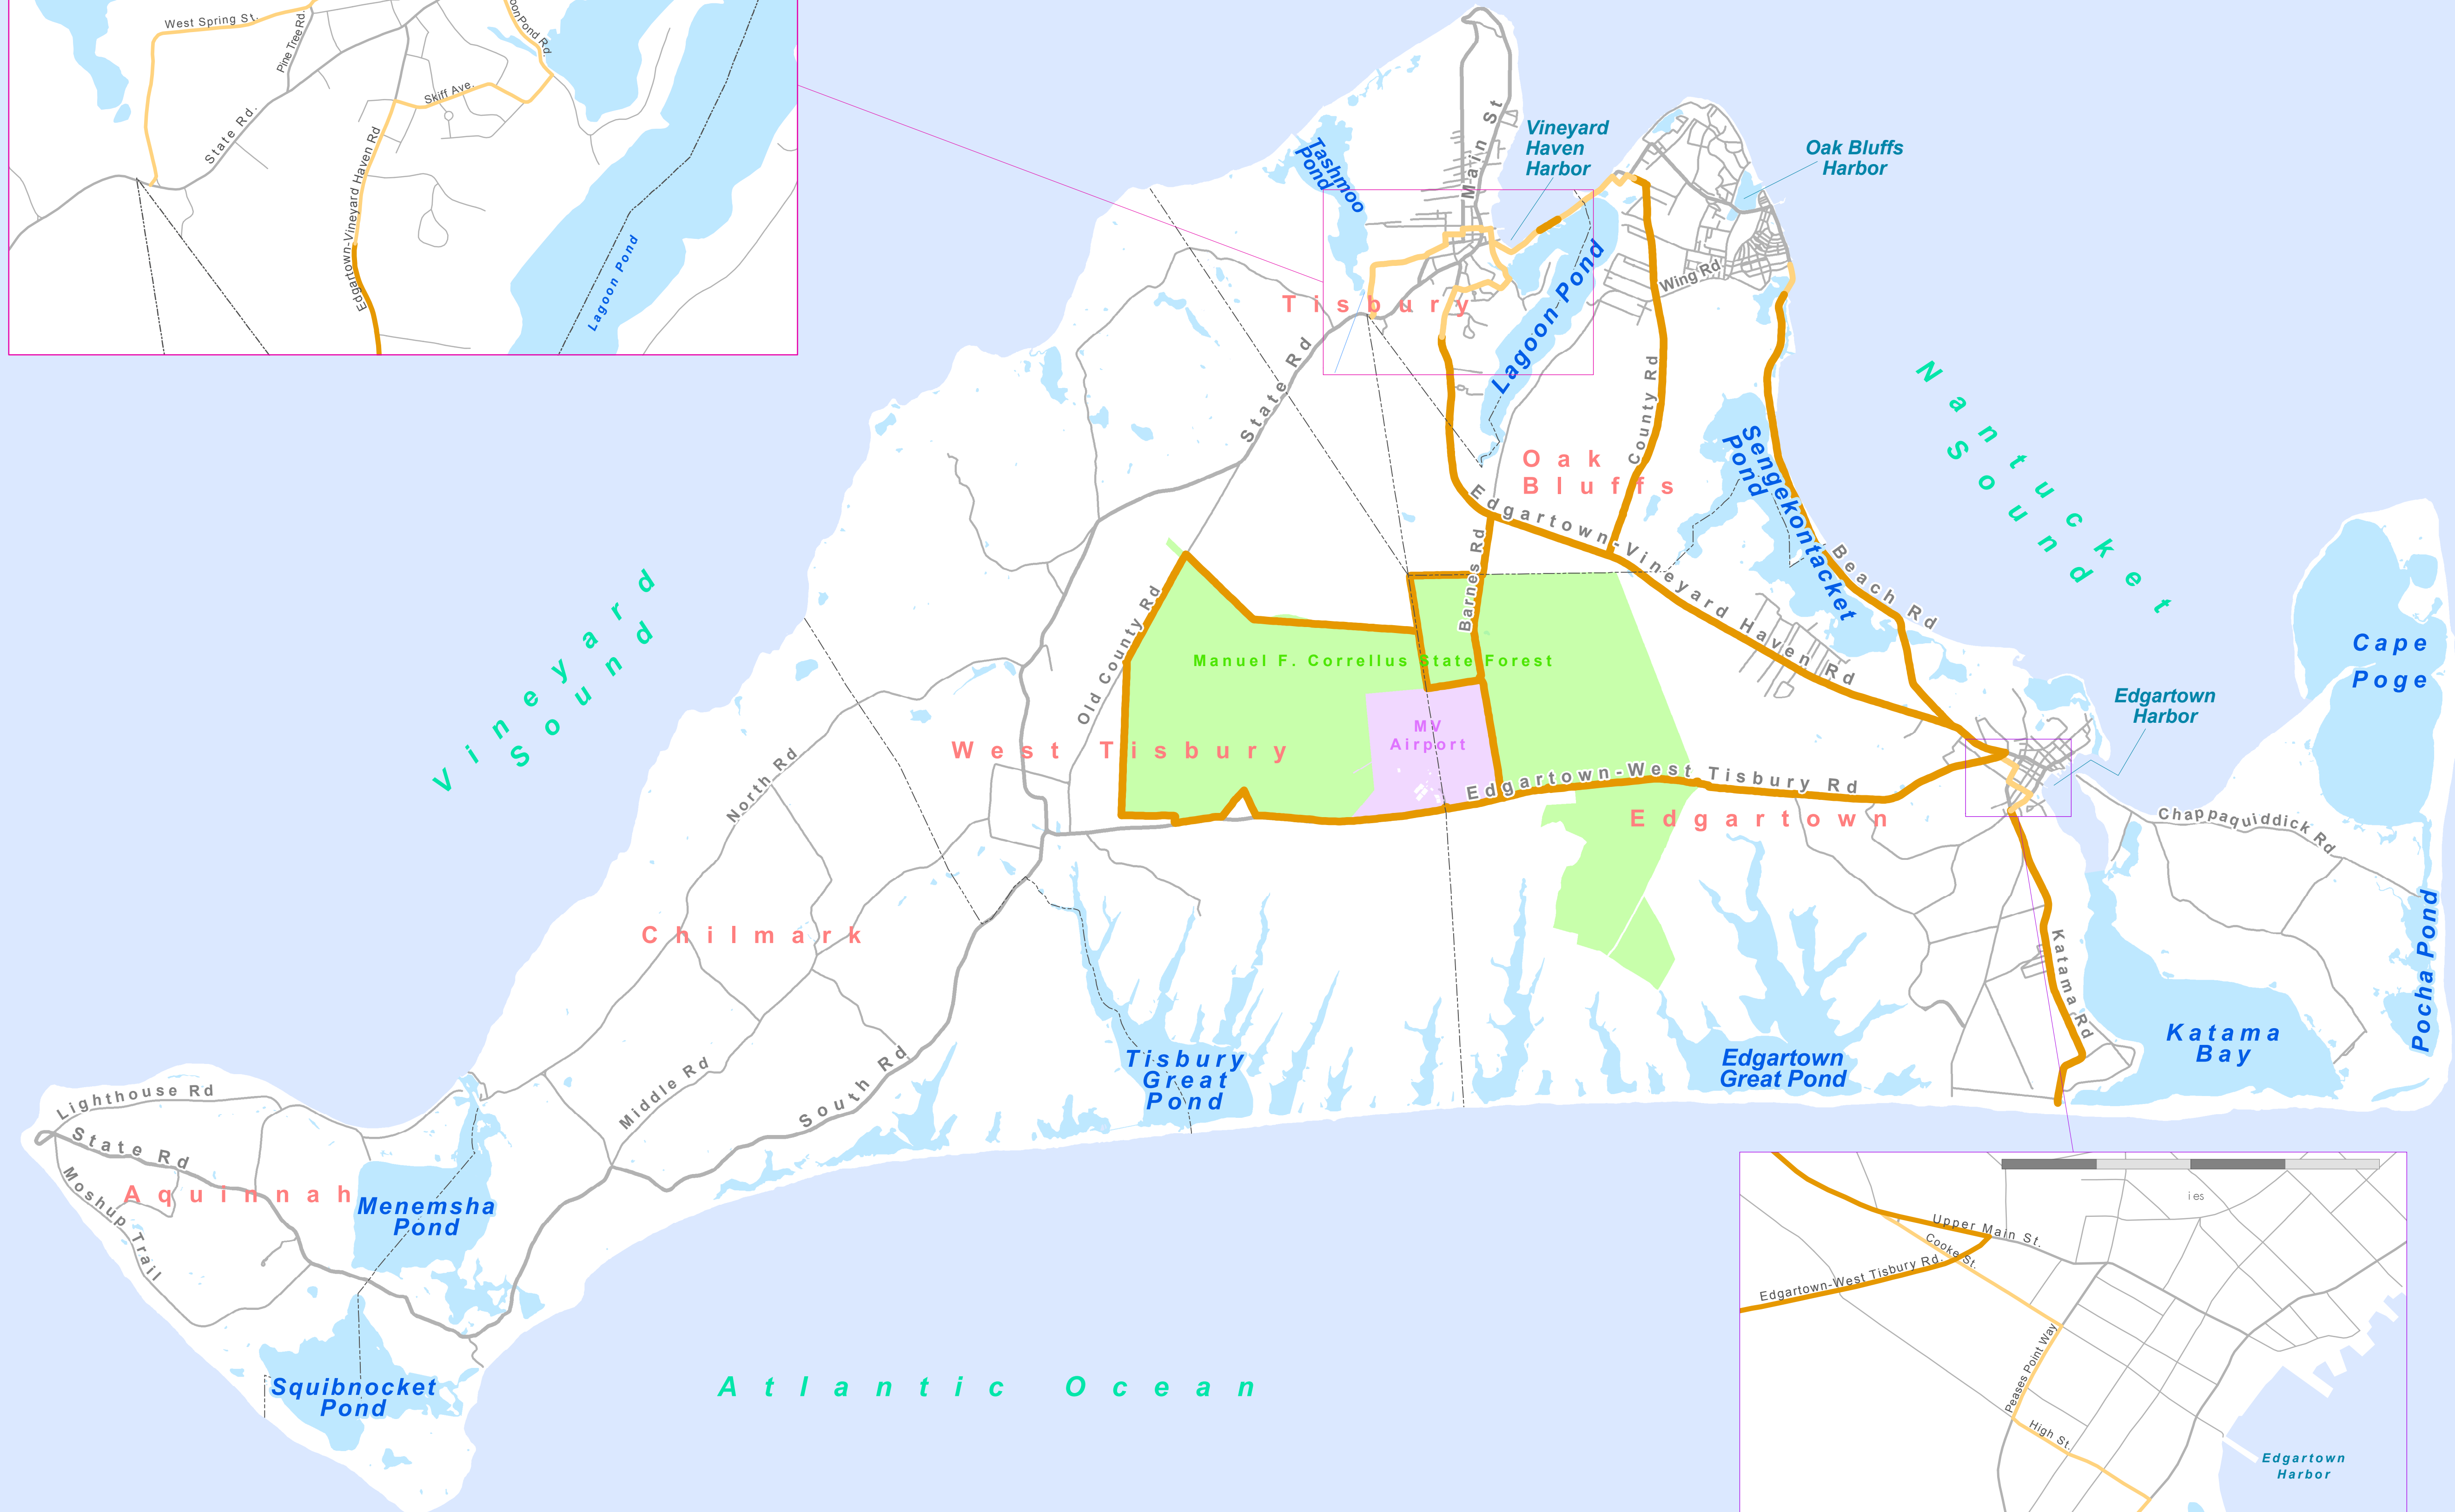 West Spring St.
Pine Tree Rd.
Pond Rd
State Rd.
Skiff Ave.
Edgartown-Vineyard Haven Rd
Lagoon Pond
Main St
Tashmoo
Pond
Vineyard
Haven
Harbor
Oak Bluffs
Harbor
Tisbury
Lagoon Pond
Wing Rd
State Rd
County Rd
Oak
Bluffs
Sengekontacket
Pond
Nantucket
Sound
Edgartown-Vineyard Haven Rd
Barnes Rd
Beach Rd
Vineyard
Sound
Old County Rd
Manuel F. Correllus State Forest
Cape
Poge
Edgartown
Harbor
MV
Airport
West Tisbury
North Rd
Edgartown-West Tisbury Rd
Edgartown
Chappaquiddick Rd
Chilmark
Katama Rd
Pocha Pond
Katama
Bay
Tisbury
Great
Pond
Edgartown
Great Pond
Middle Rd
South Rd
Lighthouse Rd
State Rd
Moshup Trail
Aquinnah
Menemsha
Pond
Squibnocket
Pond
Atlantic Ocean
ies
Upper Main St.
Cooke St.
Edgartown-West Tisbury Rd.
Peases Point Way
High St.
Edgartown
Harbor